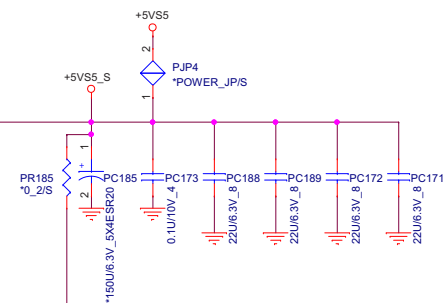 +5VS5
2
PJP4
*POWER_JP/S
1
+5VS5_S
1
+
2
PR185
*0_2/S
PC185
*150U/6.3V_5X4ESR20
PC173
0.1U/10V_4
PC188
22U/6.3V_8
PC189
22U/6.3V_8
PC172
22U/6.3V_8
PC171
22U/6.3V_8